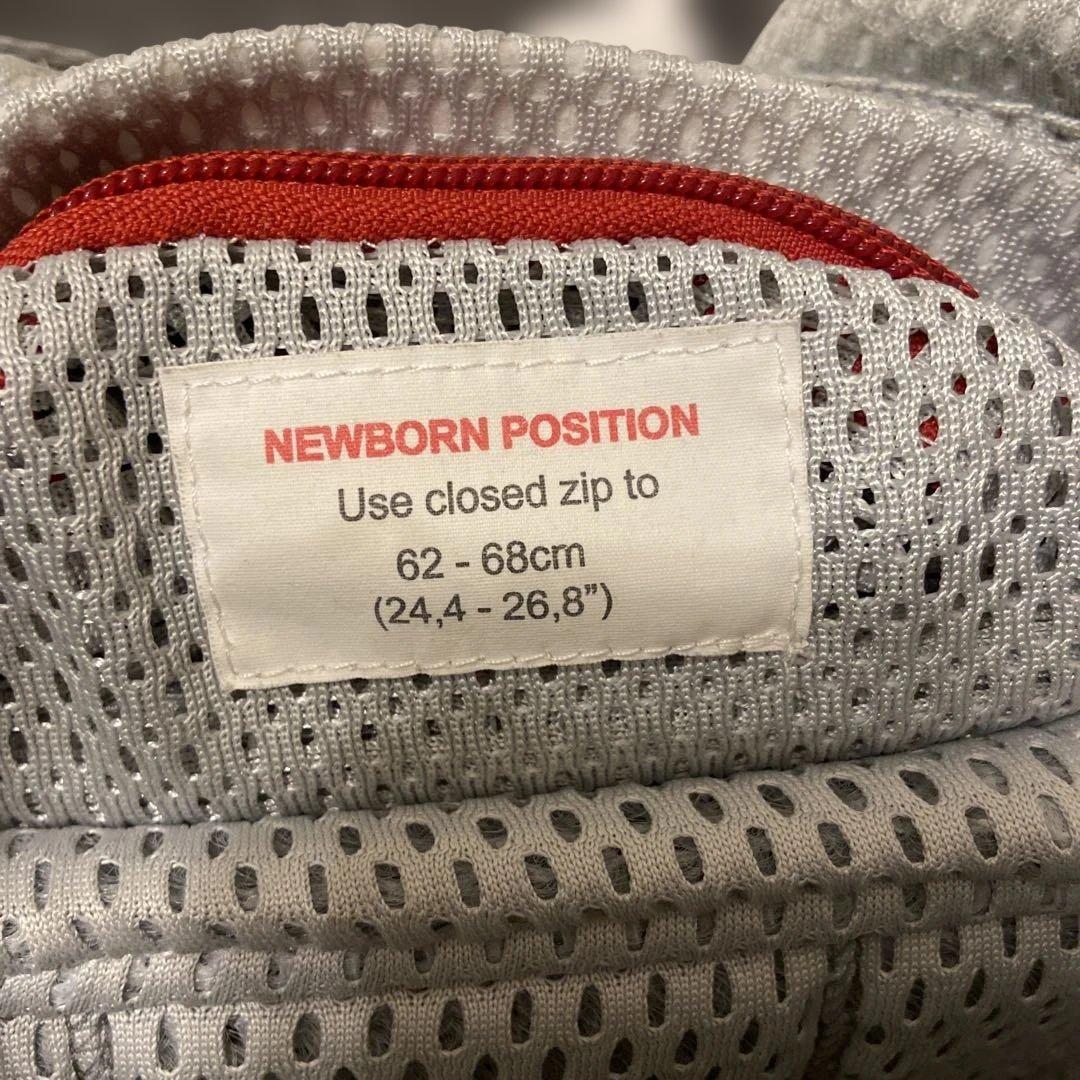 NEWBORN POSITION
Use closed zip to
62 - 68cm
(24,4 - 26,8”)